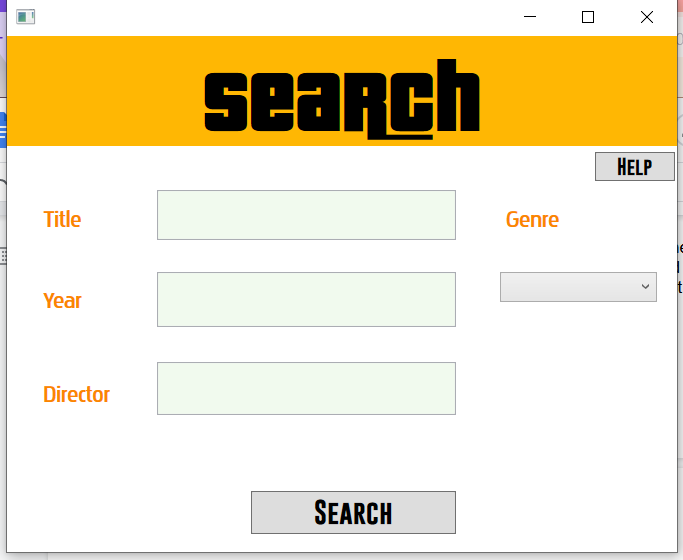 seaRch
Help
Title
Genre
Year
Director
Search